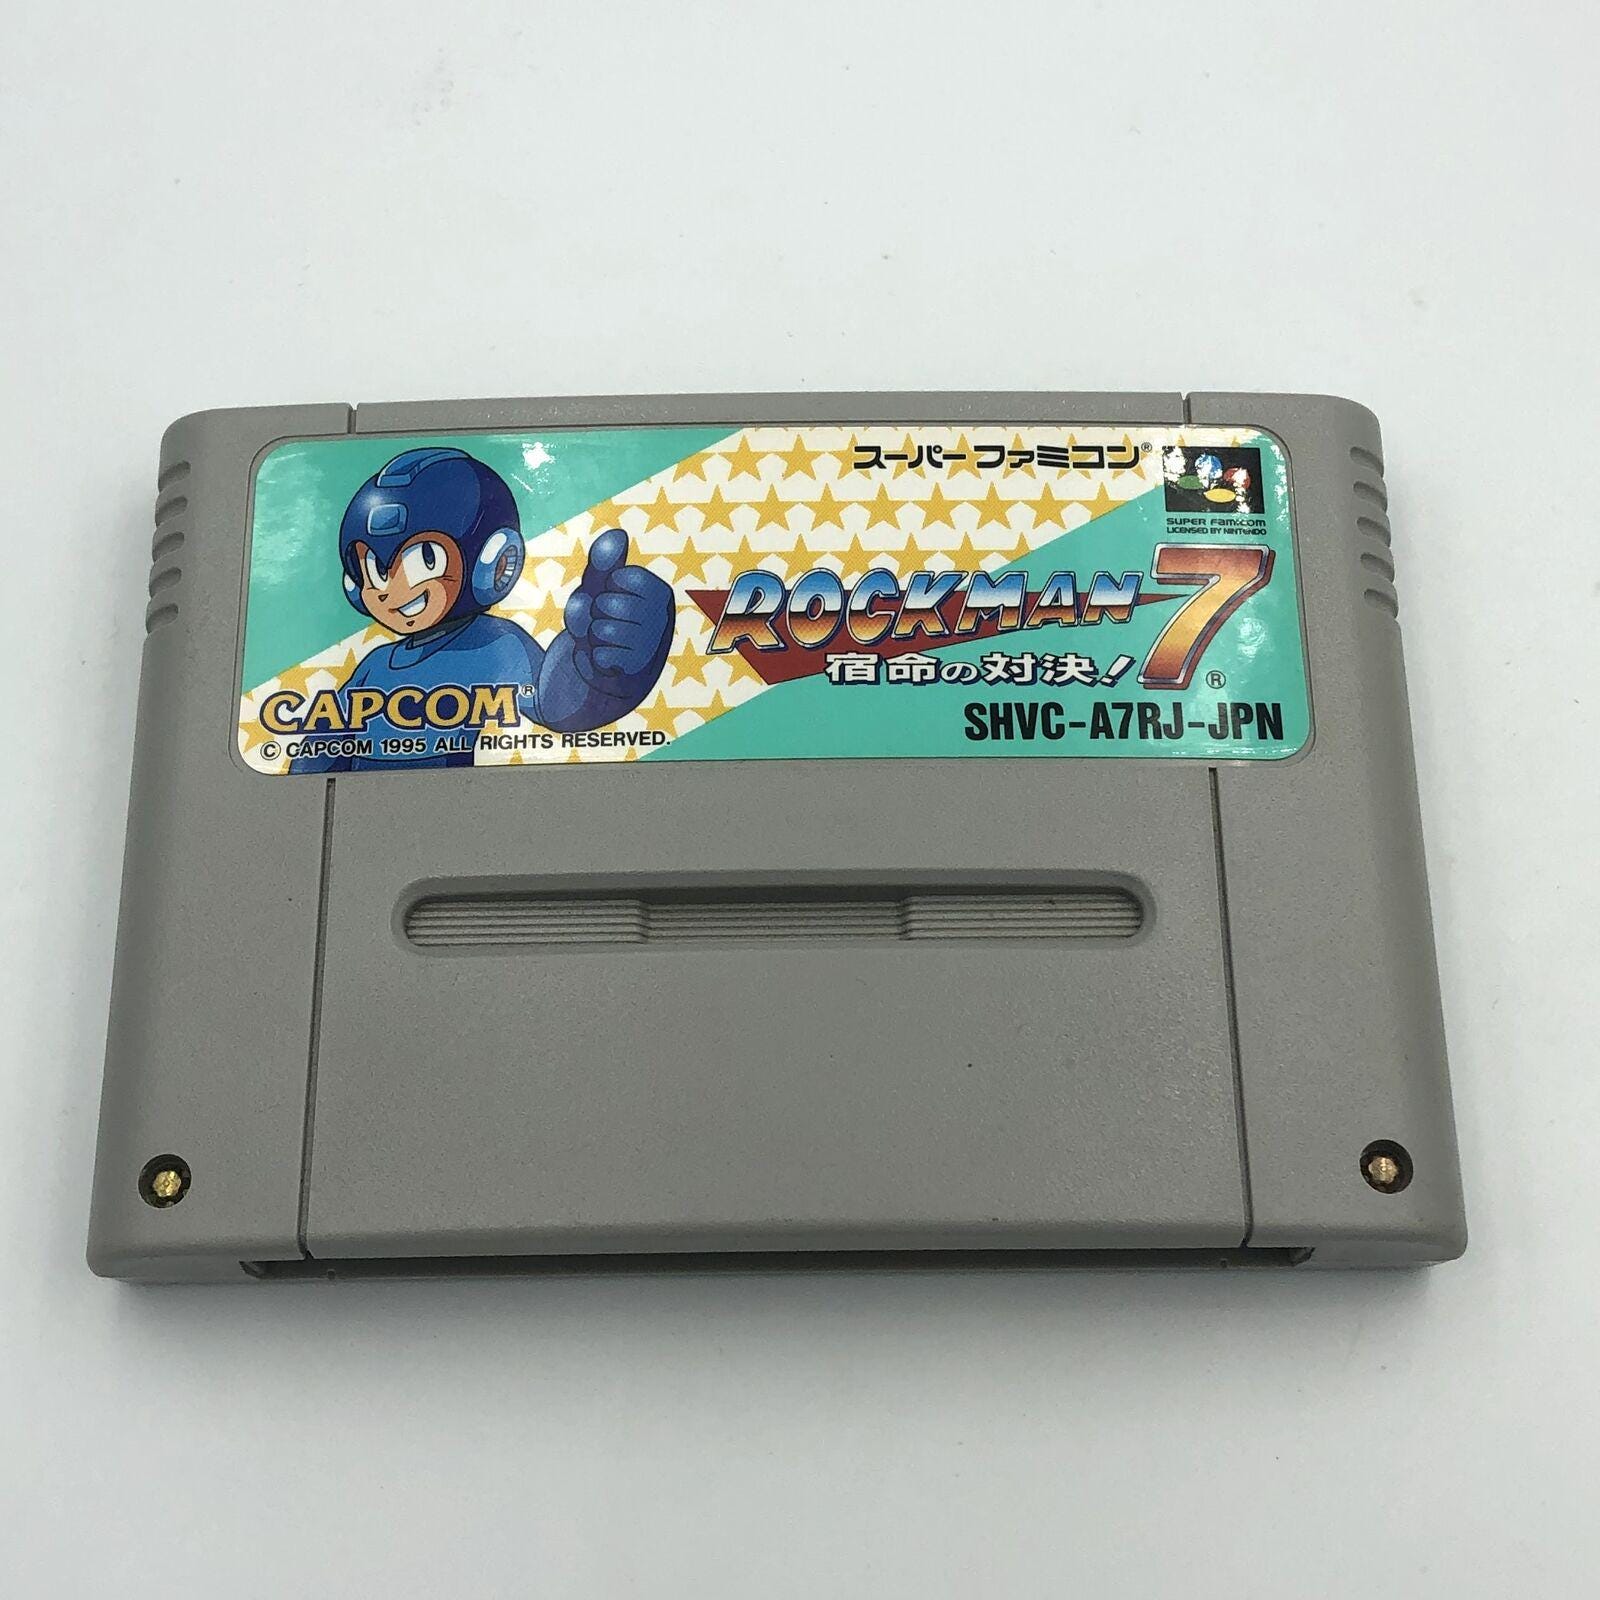 スーパーファミコン®
SUPER Famicom
LICENSED BY NINTENDO
ROCKMAN 7
宿命の対決! ®
CAPCOM®
© CAPCOM 1995 ALL RIGHTS RESERVED.
SHVC-A7RJ-JPN